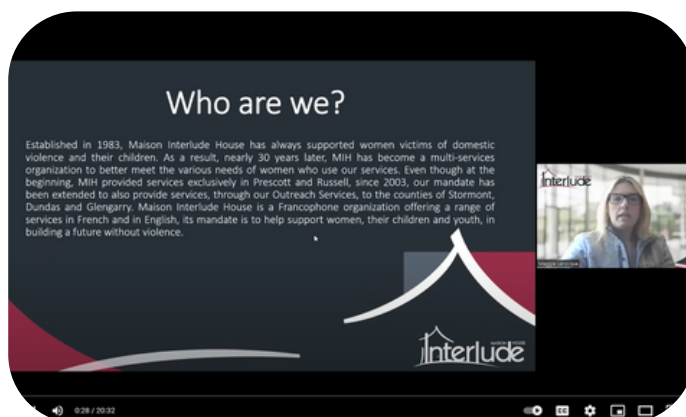 Who are we?
Established in 1983, Maison Interlude House has always supported women victims of domestic
violence and their children. As a result, nearly 30 years later, MIH has become a multi-services
organization to better meet the various needs of women who use our services. Even though at the
beginning, MIH provided services exclusively in Prescott and Russell, since 2003, our mandate has
been extended to also provide services, through our Outreach Services, to the counties of Stormont,
Dundas and Glengarry. Maison Interlude House is a Francophone organization offering a range of
services in French and in English, its mandate is to help support women, their children and youth, in
building a future without violence.
Interlude
MAISON HOUSE
Interlude
0:28 / 20:32
CC